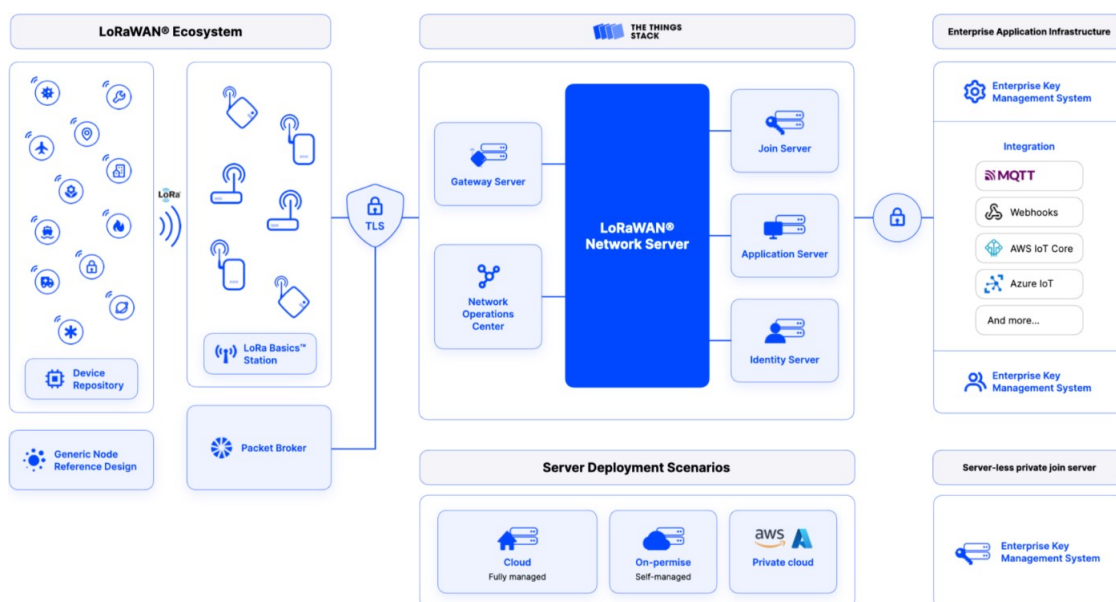 LoRaWAN® Ecosystem
THE THINGS
STACK
Enterprise Application Infrastructure
LoRa
Device
Repository
LoRa Basics™
Station
Generic Node
Reference Design
Packet Broker
TLS
Gateway Server
Network
Operations
Center
LoRaWAN®
Network Server
Join Server
Application Server
Identity Server
Enterprise Key
Management System
Integration
MQTT
Webhooks
AWS IoT Core
Azure IoT
And more...
Enterprise Key
Management System
Server Deployment Scenarios
Cloud
Fully managed
On-permise
Self-managed
aws
Private cloud
Server-less private join server
Enterprise Key
Management System